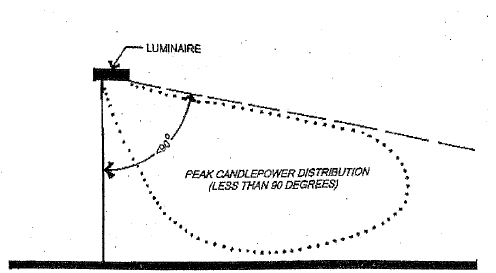 LUMINAIRE
<90°
PEAK CANDLEPOWER DISTRIBUTION
(LESS THAN 90 DEGREES)